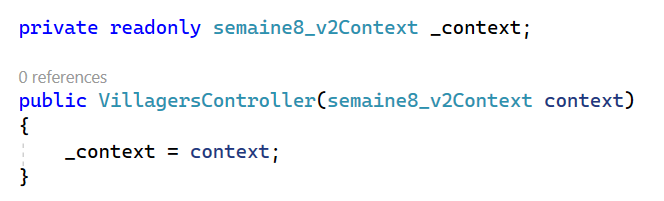 private readonly semaine8_v2Context _context;
0 references
public VillagersController(semaine8_v2Context context)
{
_context = context;
}